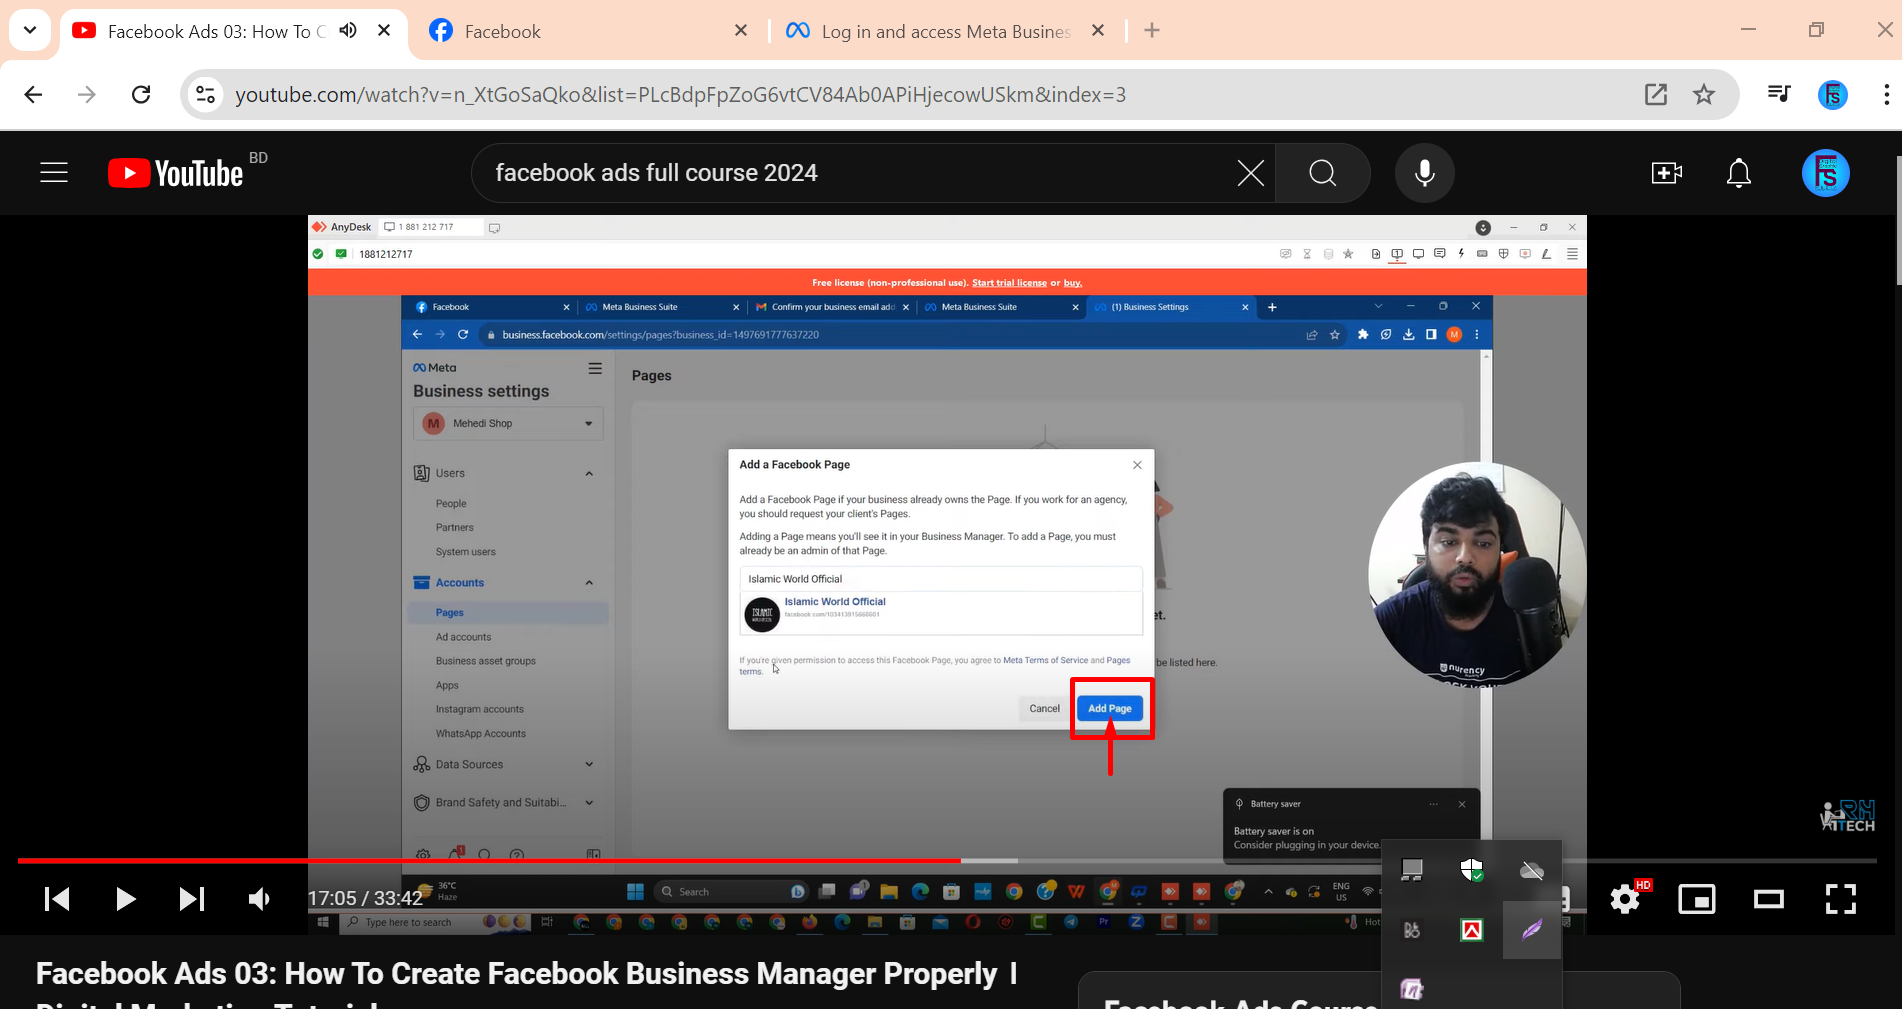 Facebook Ads 03: How To C
Facebook
Log in and access Meta Busines
youtube.com/watch?v=n_XtGoSaQko&list=PLcBdpFpZoG6vtCV84Ab0APiHjecowUSkm&index=3
YouTube BD
facebook ads full course 2024
AnyDesk
1 881 212 717
1881212717
Free license (non-professional use). Start trial license or buy.
Facebook
Meta Business Suite
Confirm your business email add
Meta Business Suite
(1) Business Settings
business.facebook.com/settings/pages?business_id=1497691777637220
Meta
Business settings
M Mehedi Shop
Users
People
Partners
System users
Accounts
Pages
Ad accounts
Business asset groups
Apps
Instagram accounts
WhatsApp Accounts
Data Sources
Brand Safety and Suitabi...
Pages
Add a Facebook Page
Add a Facebook Page if your business already owns the Page. If you work for an agency,
you should request your client's Pages.
Adding a Page means you'll see it in your Business Manager. To add a Page, you must
already be an admin of that Page.
Islamic World Official
Islamic World Official
If you're given permission to access this Facebook Page, you agree to Meta Terms of Service and Pages
terms.
Cancel
Add Page
et.
be listed here.
nurency
Battery saver
Battery saver is on
Consider plugging in your device.
RH
TECH
17:05 / 33:42
36°C
Haze
Search
ENG
US
HD
Type here to search
Hot
Facebook Ads 03: How To Create Facebook Business Manager Properly I
Digital Marketing Tutorial
Facebook Ads Course